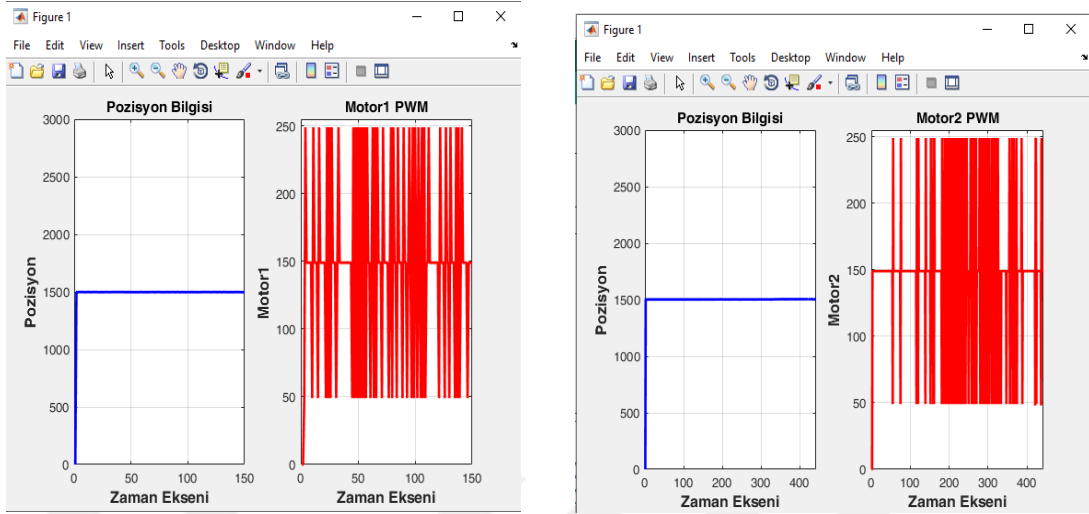 Figure 1
File Edit View Insert Tools Desktop Window Help
Pozisyon Bilgisi
3000
2500
2000
1500
1000
500
0
Pozisyon
0 50 100 150
Zaman Ekseni
Motor1 PWM
250
200
150
100
50
0
Motor1
0 50 100 150
Zaman Ekseni
Figure 1
File Edit View Insert Tools Desktop Window Help
Pozisyon Bilgisi
3000
2500
2000
1500
1000
500
0
Pozisyon
0 100 200 300 400
Zaman Ekseni
Motor2 PWM
250
200
150
100
50
0
Motor2
0 100 200 300 400
Zaman Ekseni